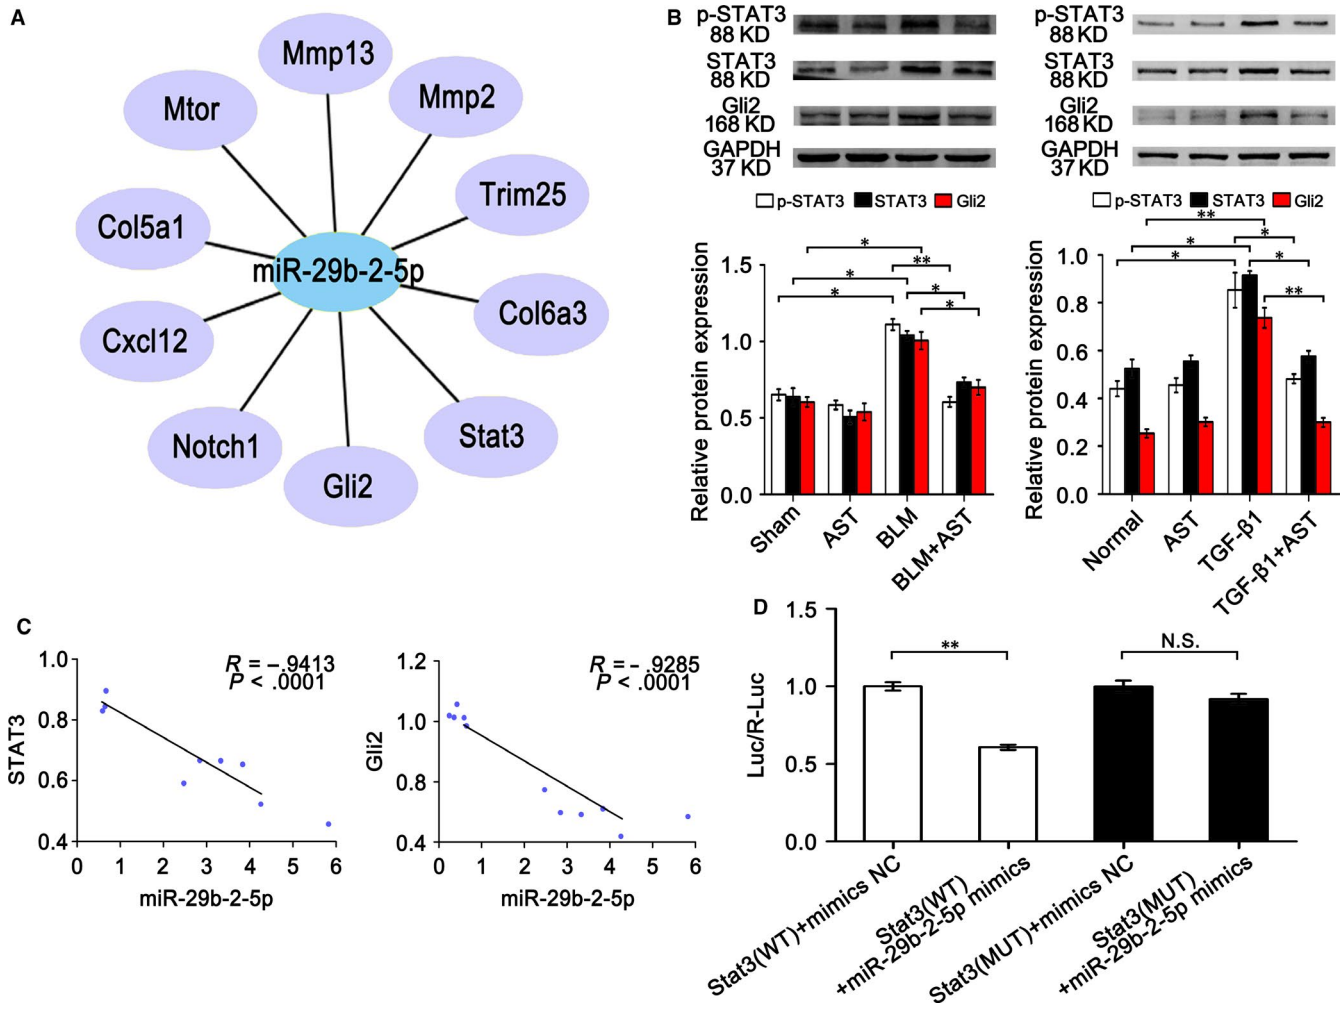 A
Mmp13
Mtor
Mmp2
Trim25
Col5a1
miR-29b-2-5p
Col6a3
Cxcl12
Notch1
Stat3
Gli2
B
p-STAT3
88 KD
STAT3
88 KD
Gli2
168 KD
GAPDH
37 KD
p-STAT3 STAT3 Gli2
Relative protein expression
1.5
1.0
0.5
0.0
*
**
*
*
*
*
Sham
AST
BLM
BLM+AST
p-STAT3
88 KD
STAT3
88 KD
Gli2
168 KD
GAPDH
37 KD
p-STAT3 STAT3 Gli2
Relative protein expression
1.0
0.8
0.6
0.4
0.2
0.0
**
*
*
*
*
**
Normal
AST
TGF-β1
TGF-β1+AST
C
STAT3
1.0
0.8
0.6
0.4
R = –.9413
P < .0001
0 1 2 3 4 5 6
miR-29b-2-5p
Gli2
1.2
1.0
0.8
0.4
R = – .9285
P < .0001
0 1 2 3 4 5 6
miR-29b-2-5p
D
Luc/R-Luc
1.5
1.0
0.5
0.0
**
N.S.
Stat3(WT)+mimics NC
Stat3(WT)
+miR-29b-2-5p mimics
Stat3(MUT)+mimics NC
Stat3(MUT)
+miR-29b-2-5p mimics